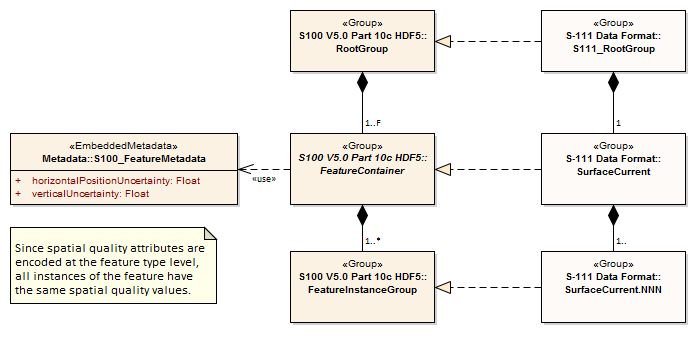 «Group»
S100 V5.0 Part 10c HDF5::
RootGroup
«Group»
S-111 Data Format::
S111_RootGroup
1..F
1
«EmbeddedMetadata»
Metadata::S100_FeatureMetadata
+ horizontalPositionUncertainty: Float
+ verticalUncertainty: Float
«use»
«Group»
S100 V5.0 Part 10c HDF5::
FeatureContainer
«Group»
S-111 Data Format::
SurfaceCurrent
1..*
1..
Since spatial quality attributes are
encoded at the feature type level,
all instances of the feature have
the same spatial quality values.
«Group»
S100 V5.0 Part 10c HDF5::
FeatureInstanceGroup
«Group»
S-111 Data Format::
SurfaceCurrent.NNN